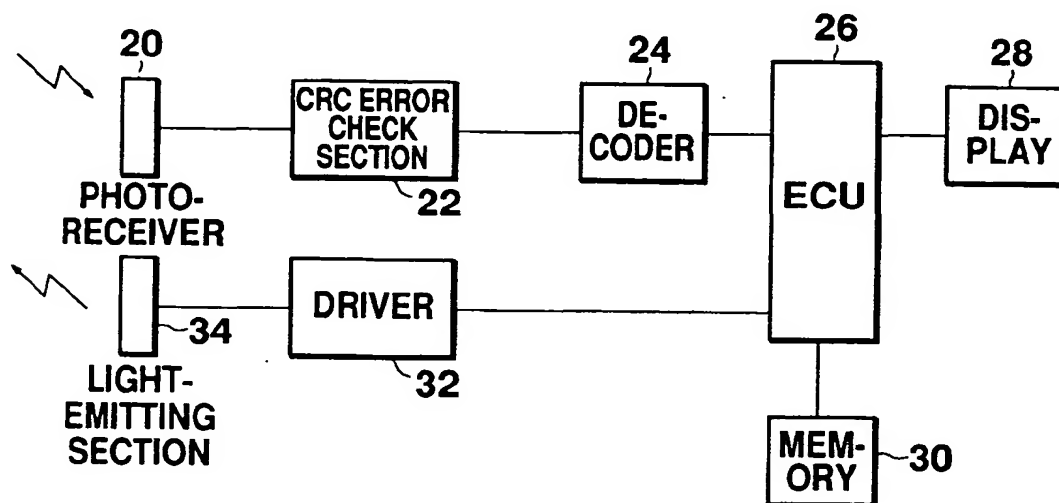 20
PHOTO-
RECEIVER
CRC ERROR
CHECK
SECTION
22
24
DE-
CODER
26
ECU
28
DIS-
PLAY
34
LIGHT-
EMITTING
SECTION
DRIVER
32
MEM-
ORY
30